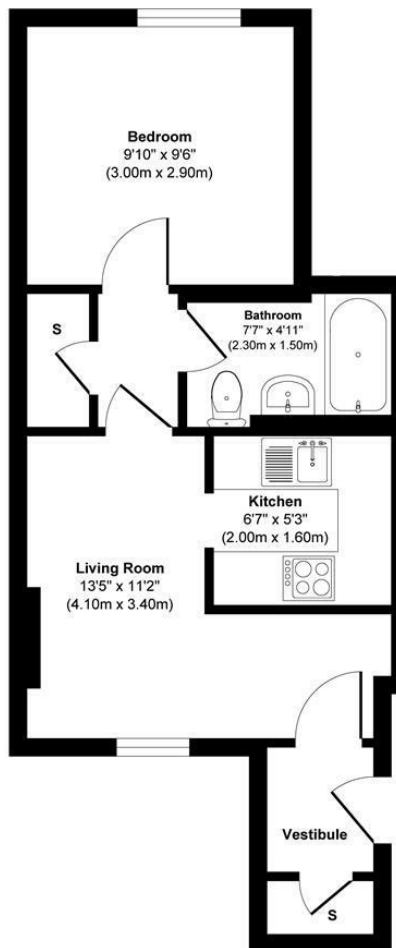 Bedroom
9'10" x 9'6"
(3.00m x 2.90m)
S
Bathroom
7'7" x 4'11"
(2.30m x 1.50m)
Kitchen
6'7" x 5'3"
(2.00m x 1.60m)
Living Room
13'5" x 11'2"
(4.10m x 3.40m)
Vestibule
S